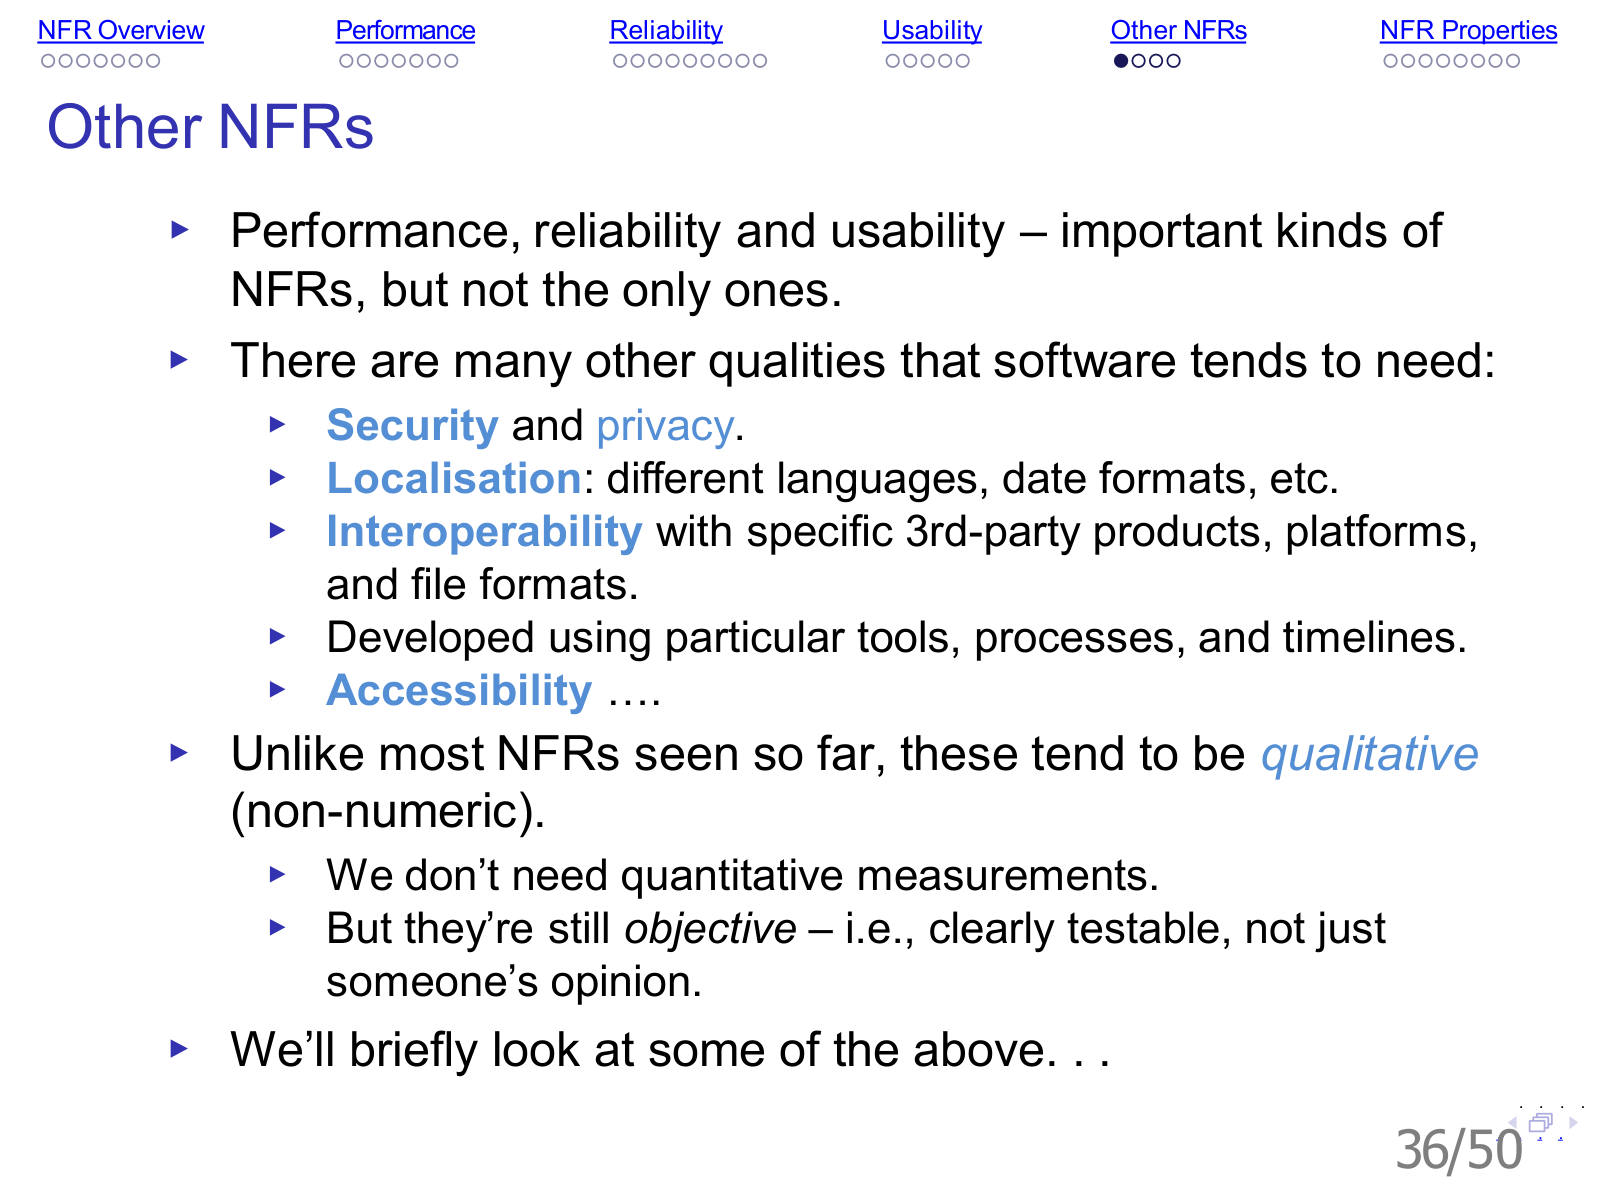 NFR Overview Performance Reliability Usability Other NFRs NFR Properties
Other NFRs
Performance, reliability and usability – important kinds of
NFRs, but not the only ones.
There are many other qualities that software tends to need:
Security and privacy.
Localisation: different languages, date formats, etc.
Interoperability with specific 3rd-party products, platforms,
and file formats.
Developed using particular tools, processes, and timelines.
Accessibility ….
Unlike most NFRs seen so far, these tend to be qualitative
(non-numeric).
We don’t need quantitative measurements.
But they’re still objective – i.e., clearly testable, not just
someone’s opinion.
We’ll briefly look at some of the above. . .
36/50